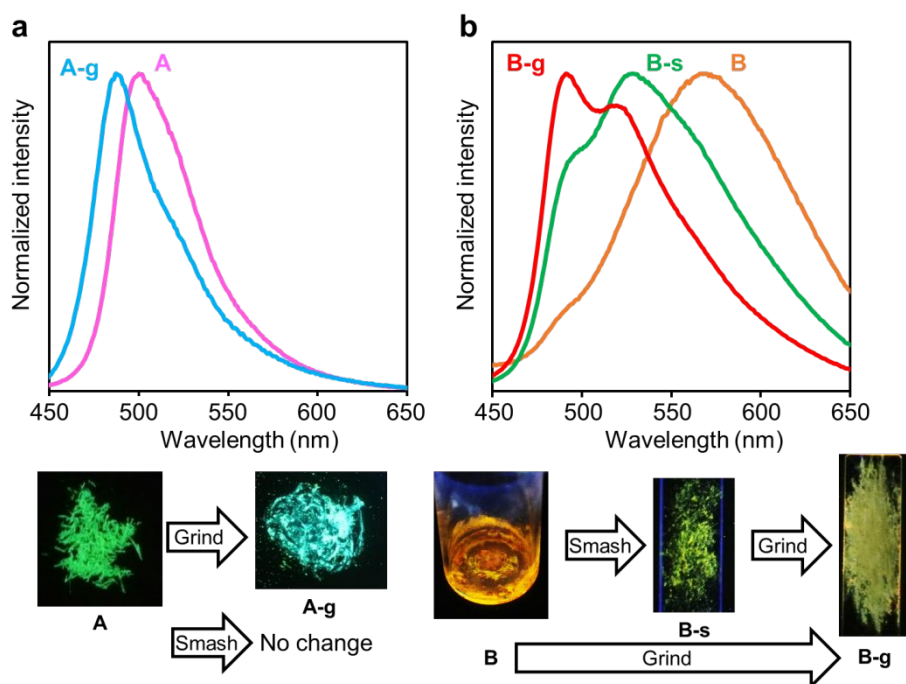 a
A-g
A
Normalized intensity
450 500 550 600 650
Wavelength (nm)
b
B-g
B-s
B
Normalized intensity
450 500 550 600 650
Wavelength (nm)
A
Grind
A-g
Smash
No change
B
Smash
B-s
Grind
B-g
Grind